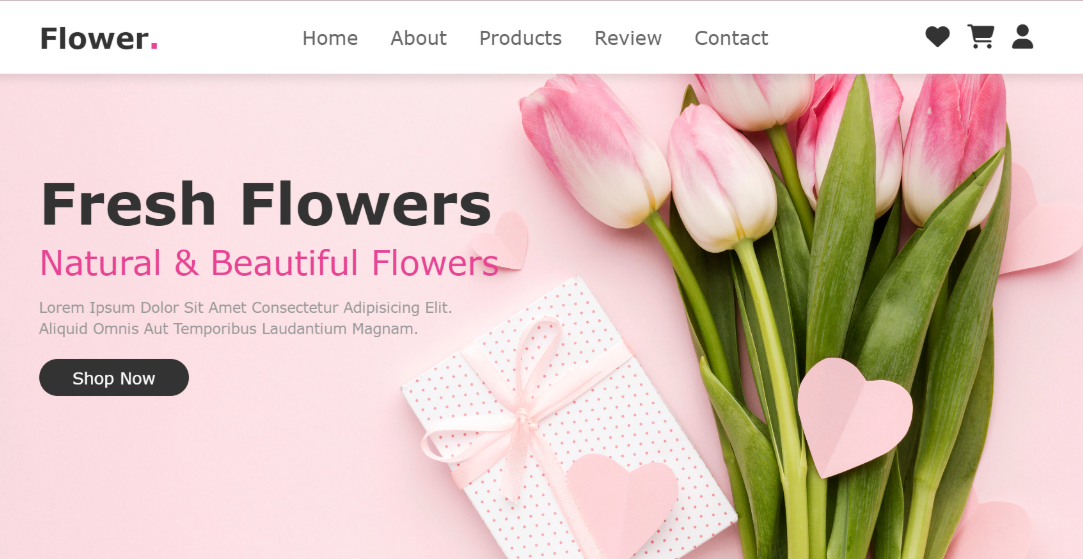 Flower.
Home About Products Review Contact
Fresh Flowers
Natural & Beautiful Flowers
Lorem Ipsum Dolor Sit Amet Consectetur Adipisicing Elit.
Aliquid Omnis Aut Temporibus Laudantium Magnam.
Shop Now